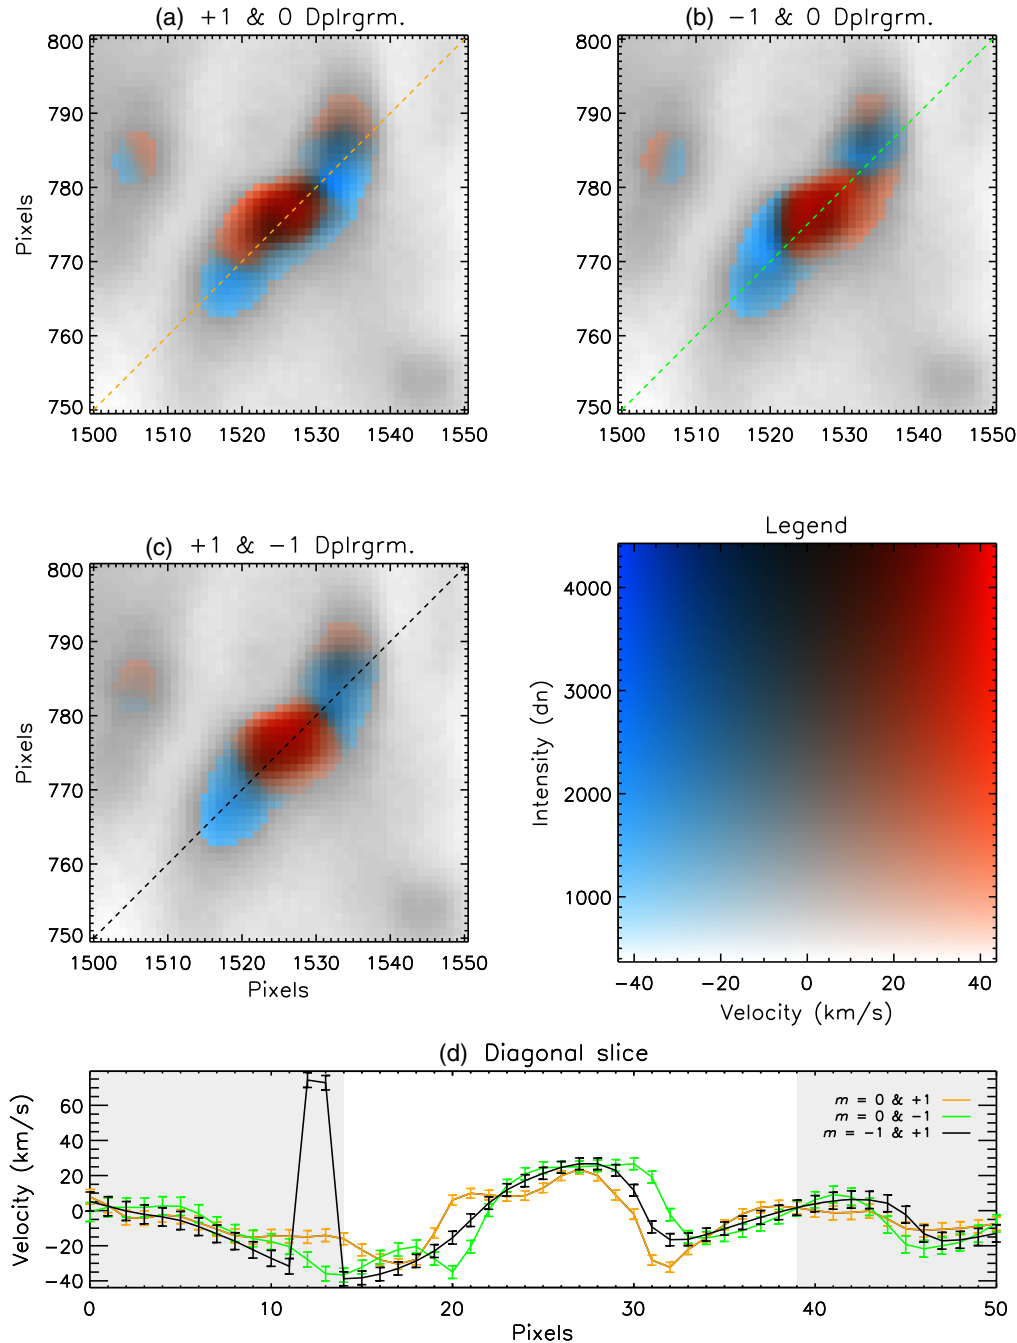 (a) +1 & 0 Dplrgrm.
(b) -1 & 0 Dplrgrm.
800
790
780
770
760
750
Pixels
1500 1510 1520 1530 1540 1550
800
790
780
770
760
750
1500 1510 1520 1530 1540 1550
(c) +1 & -1 Dplrgrm.
800
790
780
770
760
750
Pixels
1500 1510 1520 1530 1540 1550
Pixels
Legend
4000
3000
2000
1000
Intensity (dn)
-40 -20 0 20 40
Velocity (km/s)
(d) Diagonal slice
60
40
20
0
-20
-40
Velocity (km/s)
m = 0 & +1
m = 0 & -1
m = -1 & +1
0 10 20 30 40 50
Pixels